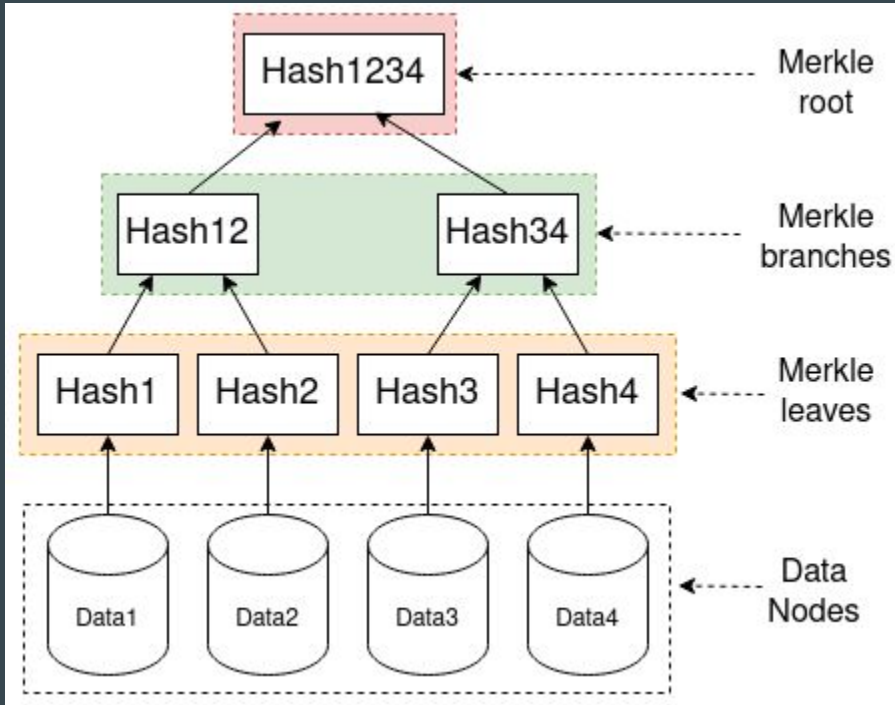 Hash1234
Merkle
root
Hash12
Hash34
Merkle
branches
Hash1
Hash2
Hash3
Hash4
Merkle
leaves
Data1
Data2
Data3
Data4
Data
Nodes